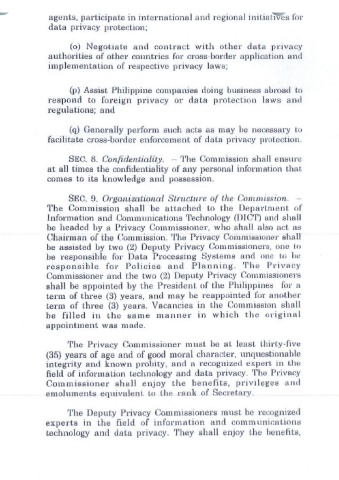 agents, participate in international and regional initiatives for
data privacy protection;
(o) Negotiate and contract with other data privacy
authorities of other countries for cross-border application and
implementation of respective privacy laws;
(p) Assist Philippine companies doing business abroad to
respond to foreign privacy or data protection laws and
regulations; and
(q) Generally perform such acts as may be necessary to
facilitate cross-border enforcement of data privacy protection.
SEC. 8. Confidentiality. – The Commission shall ensure
at all times the confidentiality of any personal information that
comes to its knowledge and possession.
SEC. 9. Organizational Structure of the Commission. –
The Commission shall be attached to the Department of
Information and Communications Technology (DICT) and shall
be headed by a Privacy Commissioner, who shall also act as
Chairman of the Commission. The Privacy Commissioner shall
be assisted by two (2) Deputy Privacy Commissioners, one to
be responsible for Data Processing Systems and one to be
responsible for Policies and Planning. The Privacy
Commissioner and the two (2) Deputy Privacy Commissioners
shall be appointed by the President of the Philippines for a
term of three (3) years, and may be reappointed for another
term of three (3) years. Vacancies in the Commission shall
be filled in the same manner in which the original
appointment was made.
The Privacy Commissioner must be at least thirty-five
(35) years of age and of good moral character, unquestionable
integrity and known probity, and a recognized expert in the
field of information technology and data privacy. The Privacy
Commissioner shall enjoy the benefits, privileges and
emoluments equivalent to the rank of Secretary.
The Deputy Privacy Commissioners must be recognized
experts in the field of information and communications
technology and data privacy. They shall enjoy the benefits,